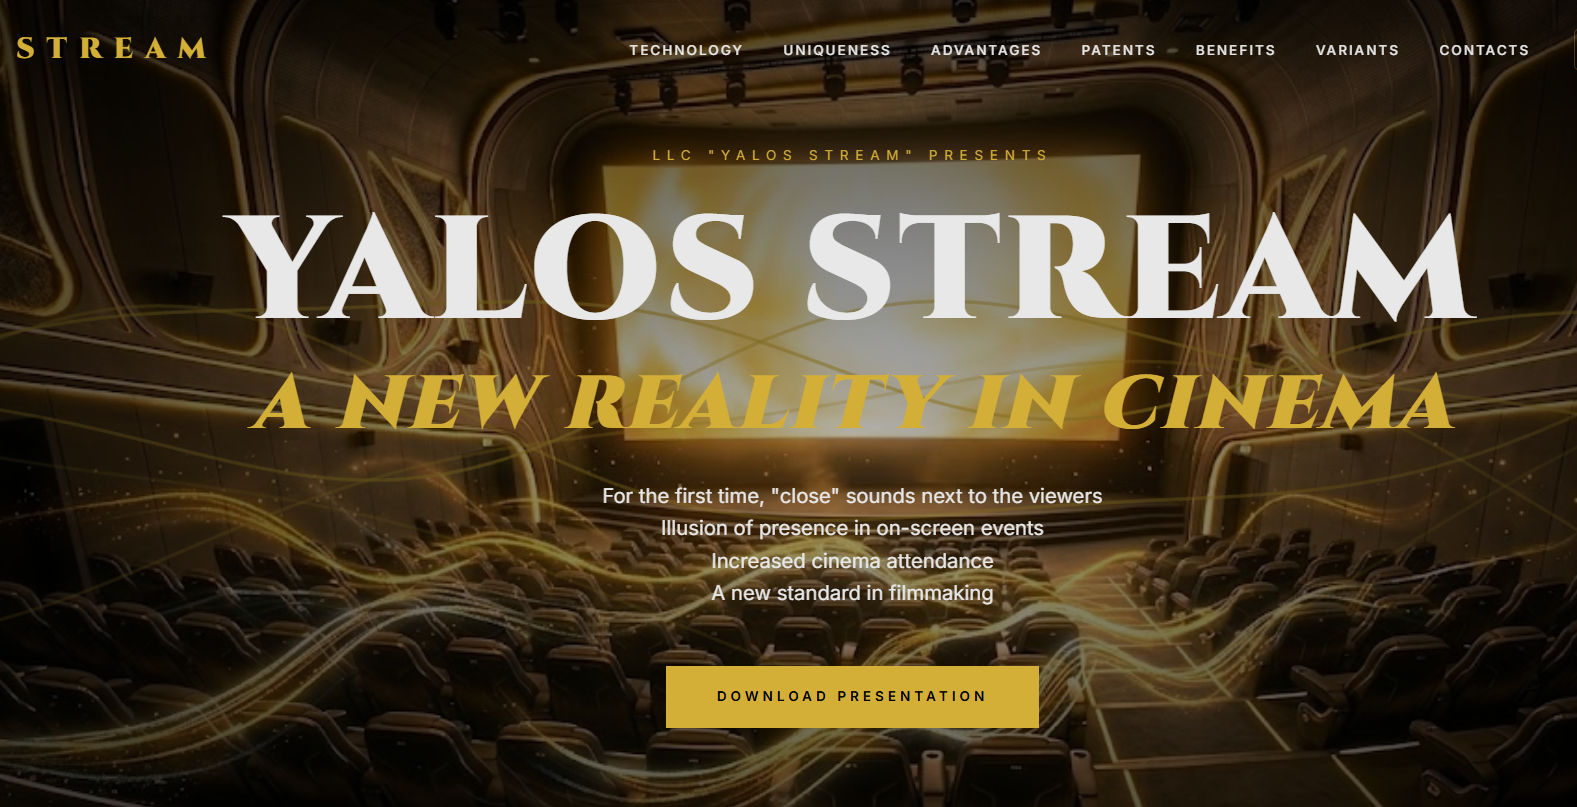 STREAM
TECHNOLOGY UNIQUENESS ADVANTAGES PATENTS BENEFITS VARIANTS CONTACTS
LLC "YALOS STREAM" PRESENTS
YALOS STREAM
A NEW REALITY IN CINEMA
For the first time, "close" sounds next to the viewers
Illusion of presence in on-screen events
Increased cinema attendance
A new standard in filmmaking
DOWNLOAD PRESENTATION